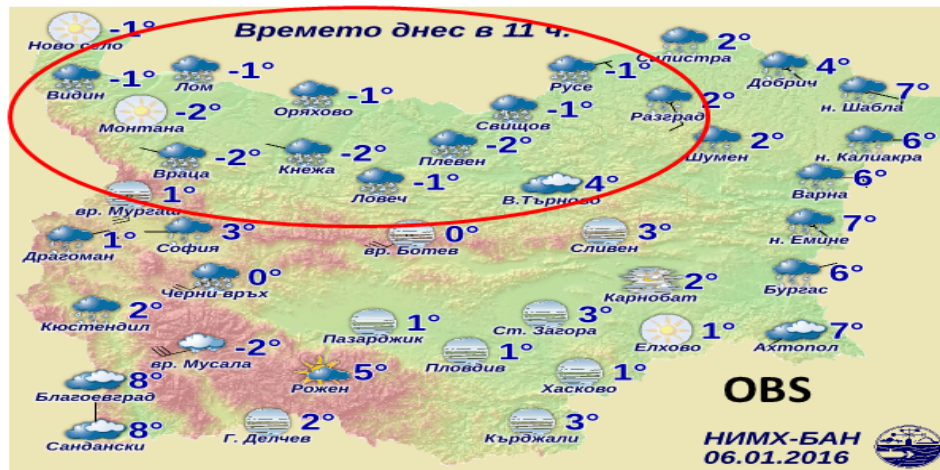 Времето днес в 11 ч.
-1°
Ново село
2°
Силистра
-1°
Видин
-1°
Лом
-1°
Русе
4°
Добрич
-1°
Оряхово
7°
н. Шабла
-2°
Монтана
-1°
Свищов
2°
Разград
-2°
Враца
-2°
Кнежа
-2°
Плевен
2°
Шумен
6°
н. Калиакра
1°
вр. Мургаш
-1°
Ловеч
4°
В.Търново
6°
Варна
1°
Драгоман
3°
София
0°
вр. Ботев
3°
Сливен
7°
н. Емине
0°
Черни връх
2°
Карнобат
6°
Бургас
2°
Кюстендил
1°
Пазарджик
3°
Ст. Загора
1°
Елхово
7°
Ахтопол
-2°
вр. Мусала
1°
Пловдив
8°
Благоевград
5°
Рожен
1°
Хасково
OBS
8°
Сандански
2°
Г. Делчев
3°
Кърджали
НИМХ-БАН
06.01.2016